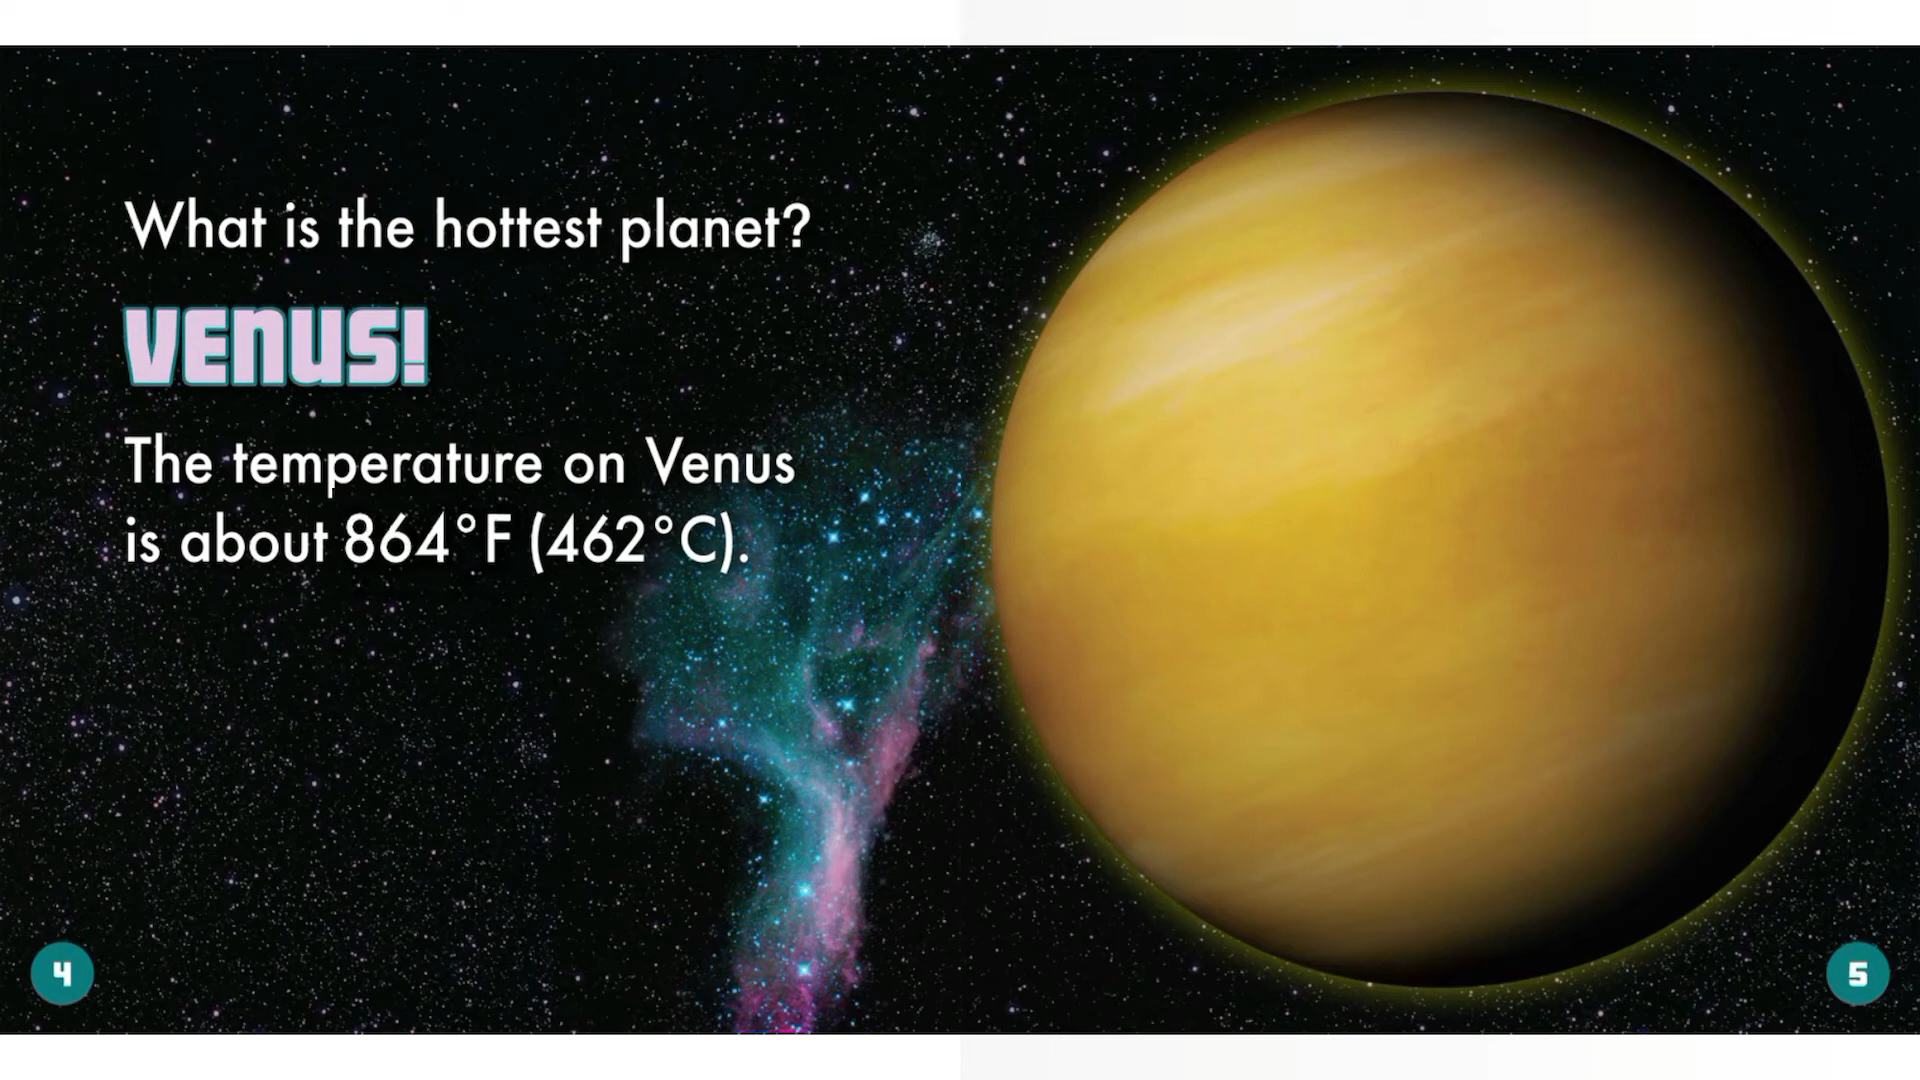 What is the hottest planet?
VENUS!
The temperature on Venus
is about 864°F (462°C).
4
5